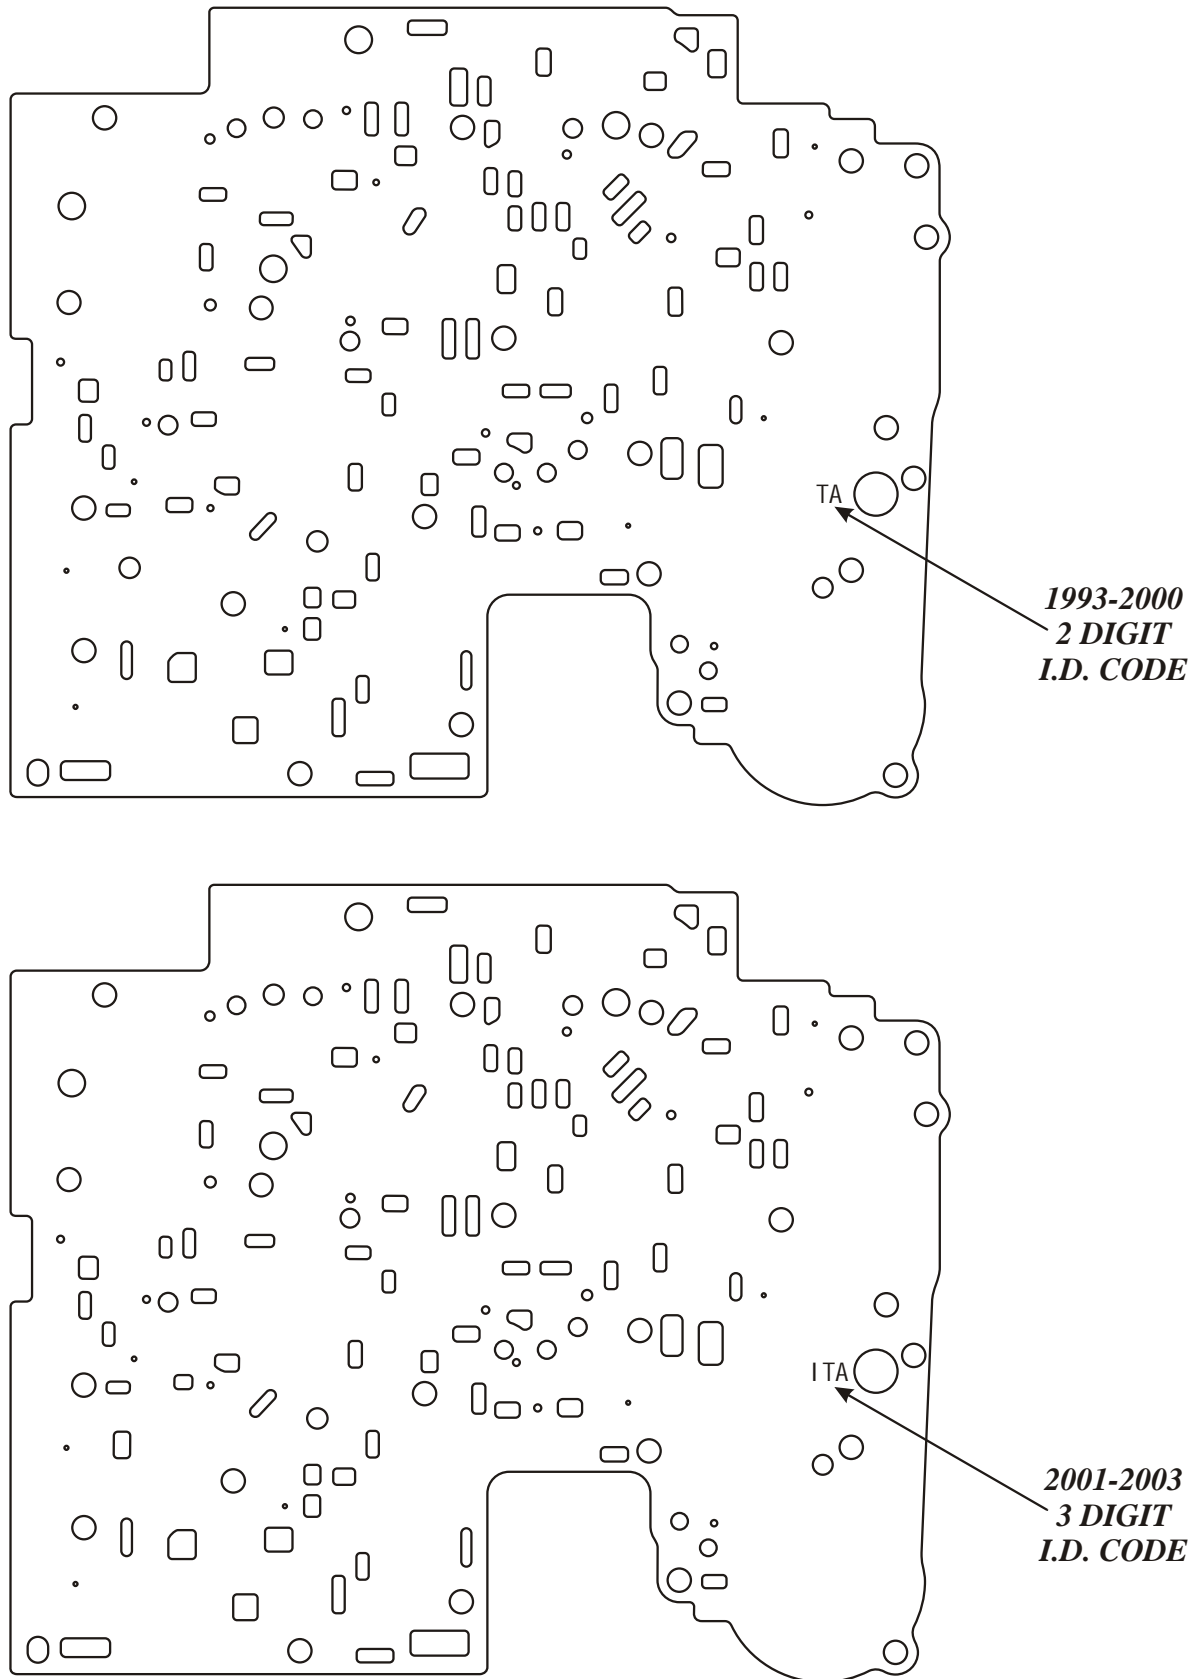 TA
1993-2000
2 DIGIT
I.D. CODE
ITA
2001-2003
3 DIGIT
I.D. CODE